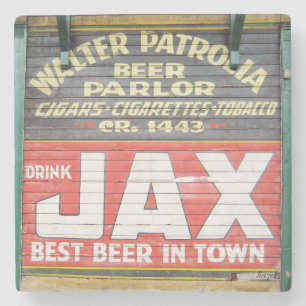 WALTER PATROLIA
BEER
PARLOR
CIGARS-CIGARETTES-TOBACCO
CR. 1443
DRINK
JAX
BEST BEER IN TOWN